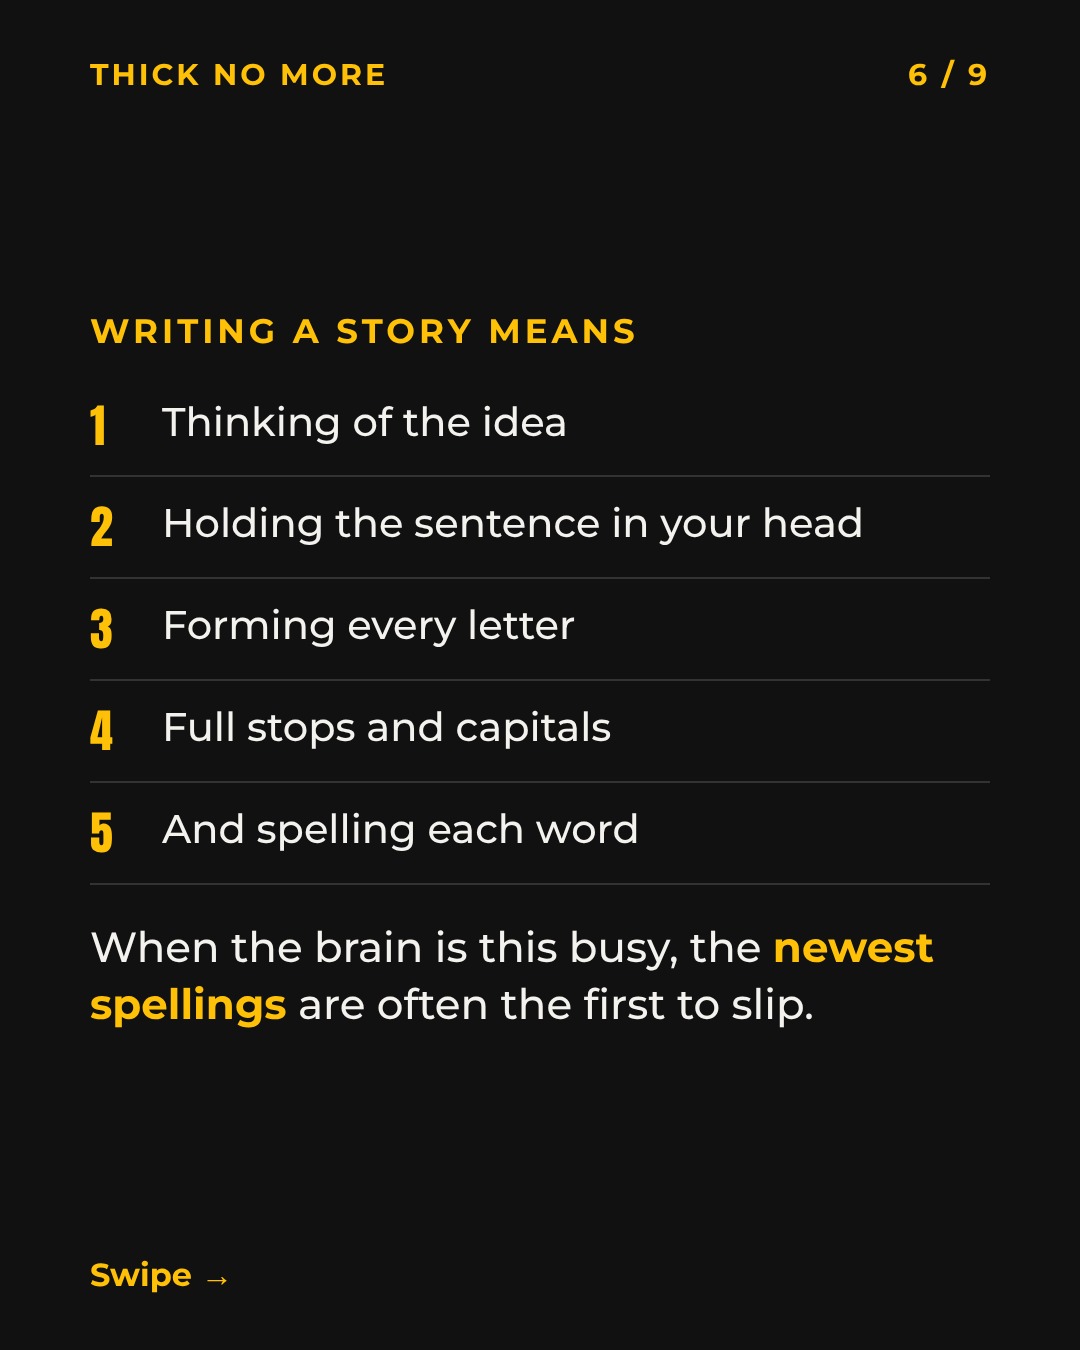 THICK NO MORE
6 / 9
WRITING A STORY MEANS
1 Thinking of the idea
2 Holding the sentence in your head
3 Forming every letter
4 Full stops and capitals
5 And spelling each word
When the brain is this busy, the newest
spellings are often the first to slip.
Swipe →